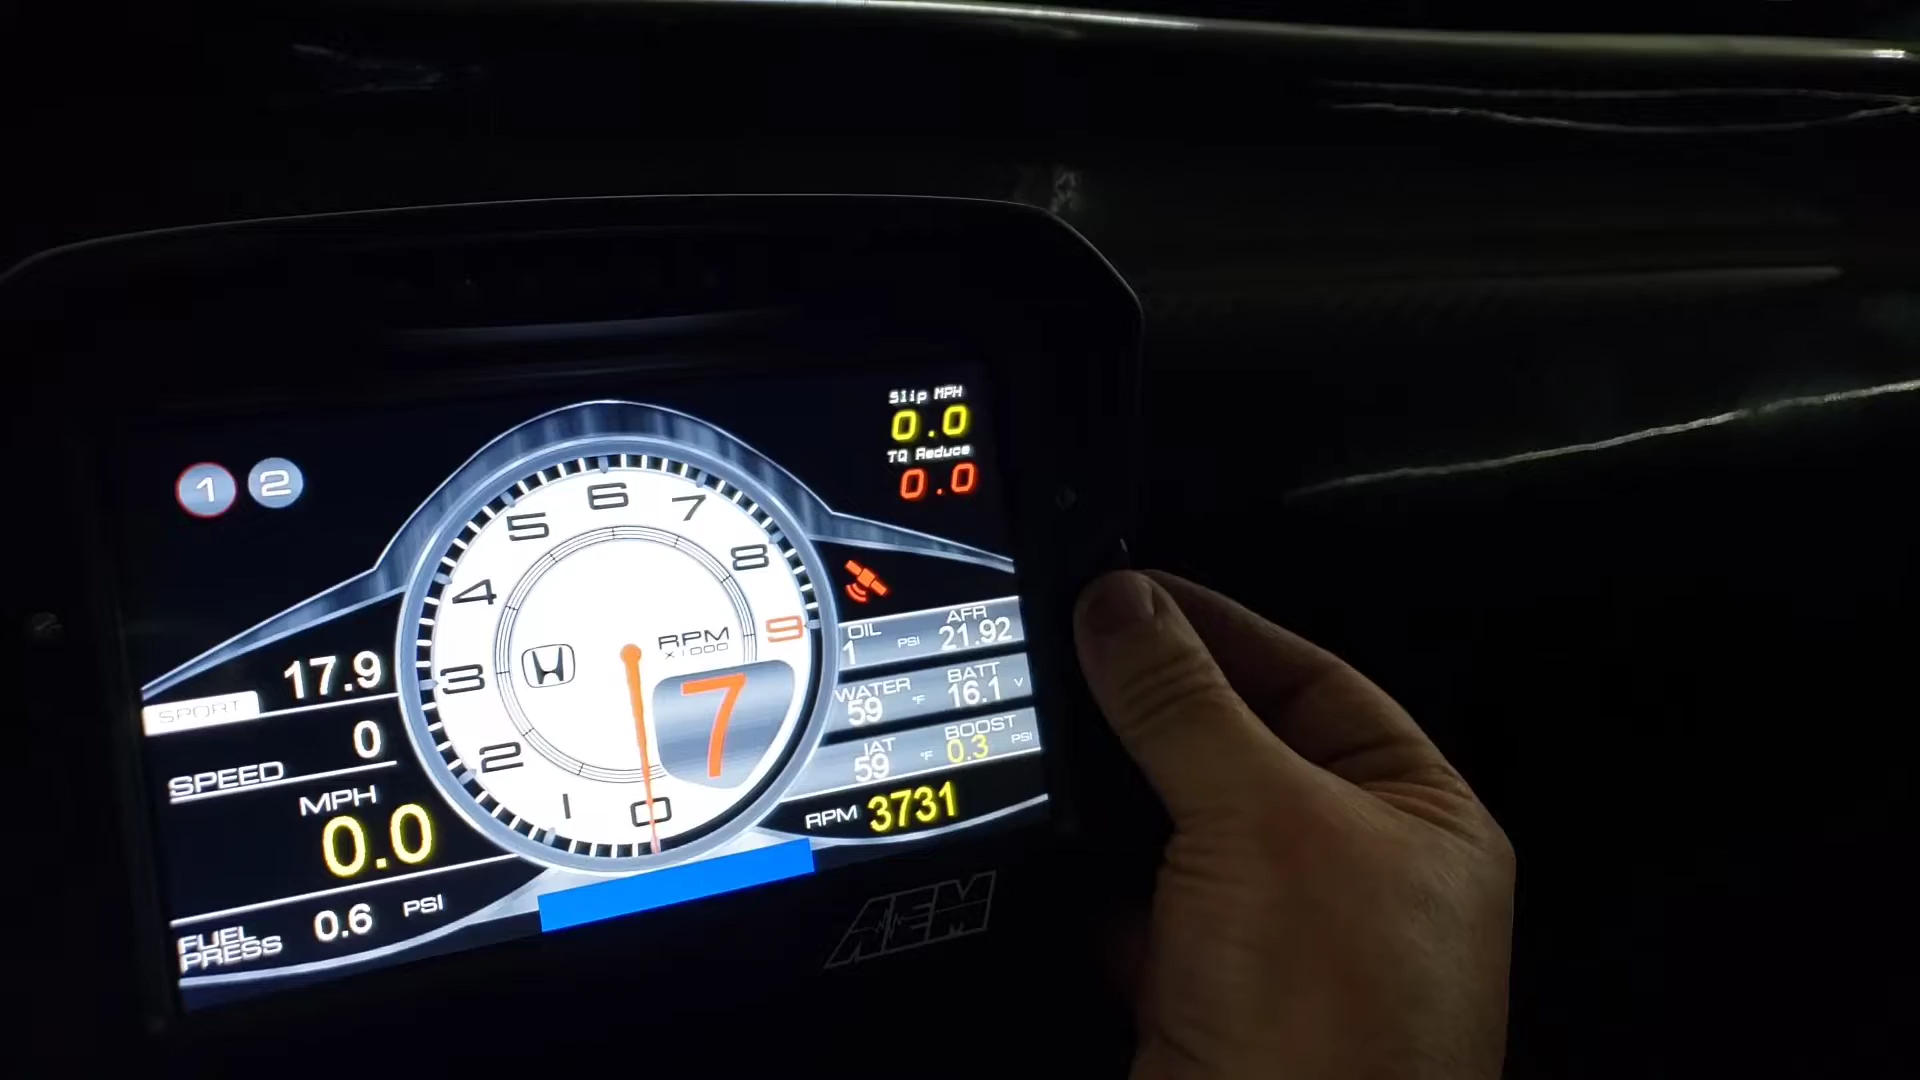 Slip MPH
0.0
TQ Reduce
0.0
1 2
6
5 7
4 8
3 9
2
1
0
RPM
x1000
7
17.9
SPORT
0
SPEED
MPH
0.0
FUEL PRESS 0.6 PSI
OIL 1 PSI
AFR 21.92
WATER 59 °F
BATT 16.1 V
IAT 59 °F
BOOST 0.3 PSI
RPM 3731
AEM